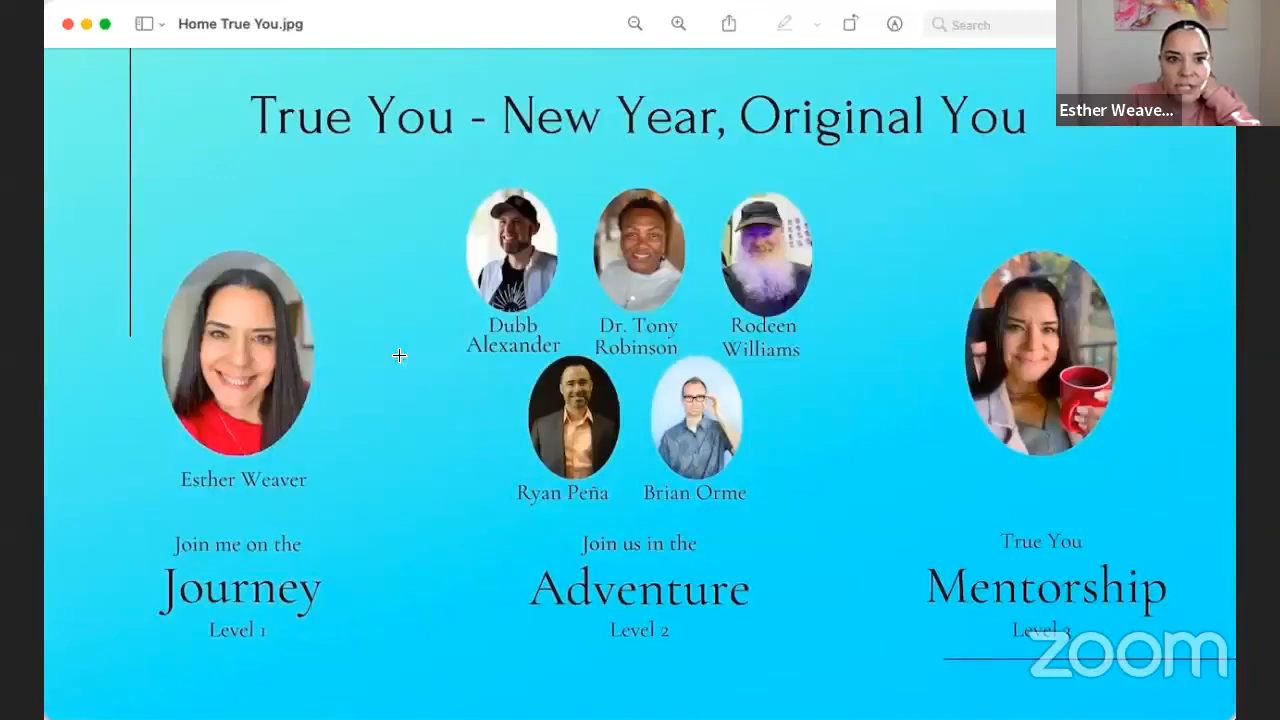 Home True You.jpg
Search
Esther Weave...
True You - New Year, Original You
Dubb
Alexander
Dr. Tony
Robinson
Rodeen
Williams
Esther Weaver
Ryan Peña
Brian Orme
Join me on the
Journey
Level 1
Join us in the
Adventure
Level 2
True You
Mentorship
Level 3
zoom